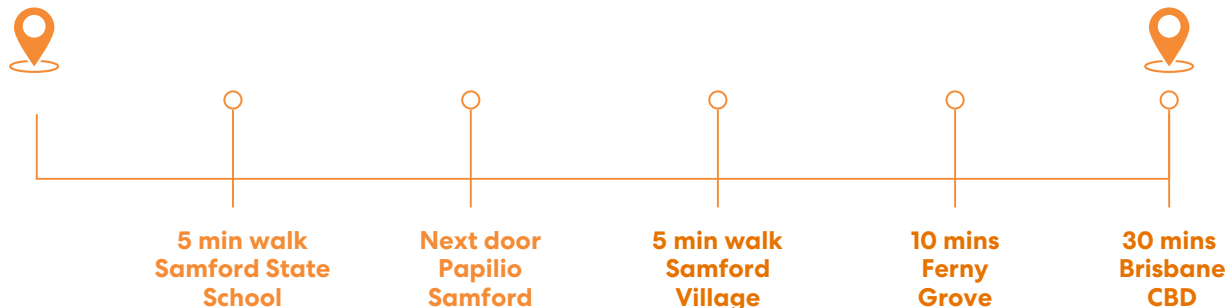 5 min walk
Samford State
School
Next door
Papilio
Samford
5 min walk
Samford
Village
10 mins
Ferny
Grove
30 mins
Brisbane
CBD